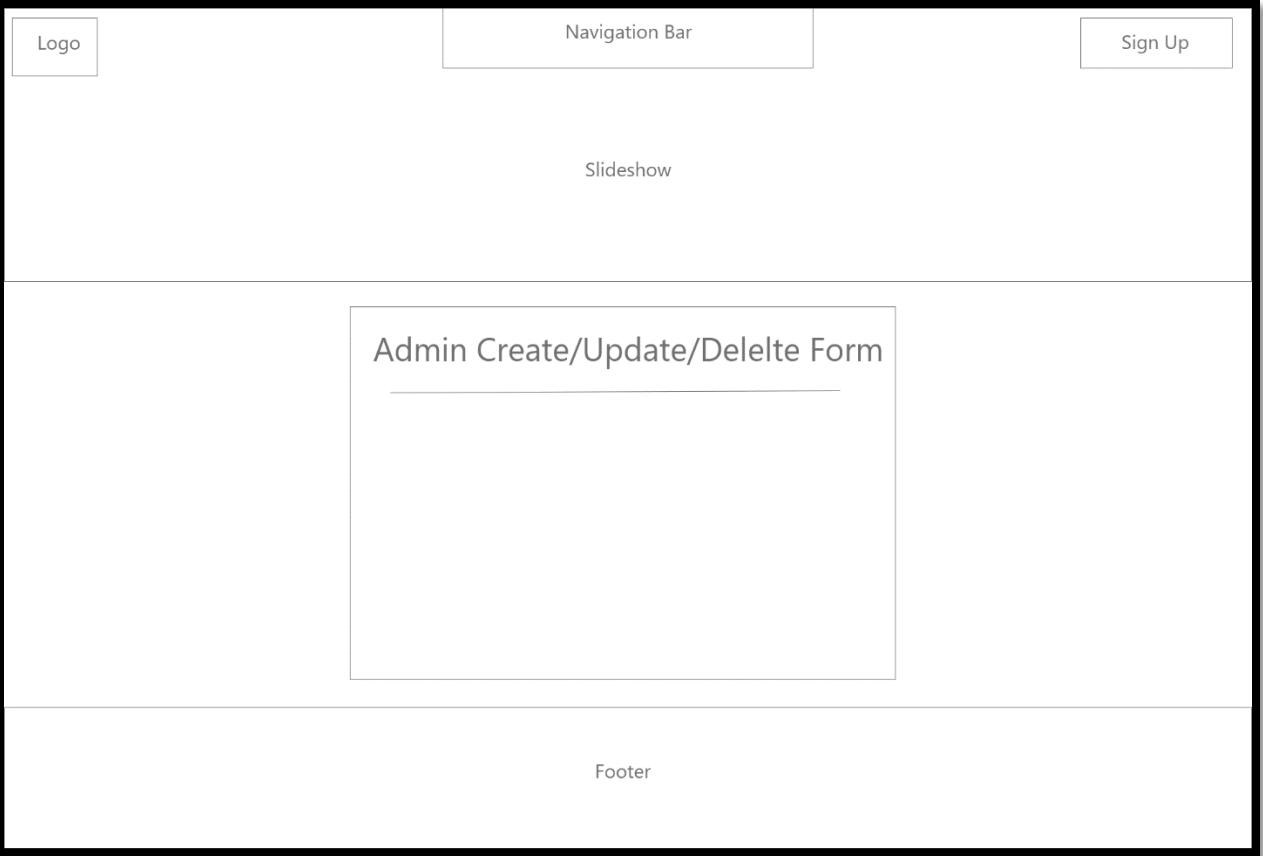 Logo
Navigation Bar
Sign Up
Slideshow
Admin Create/Update/Delelte Form
Footer